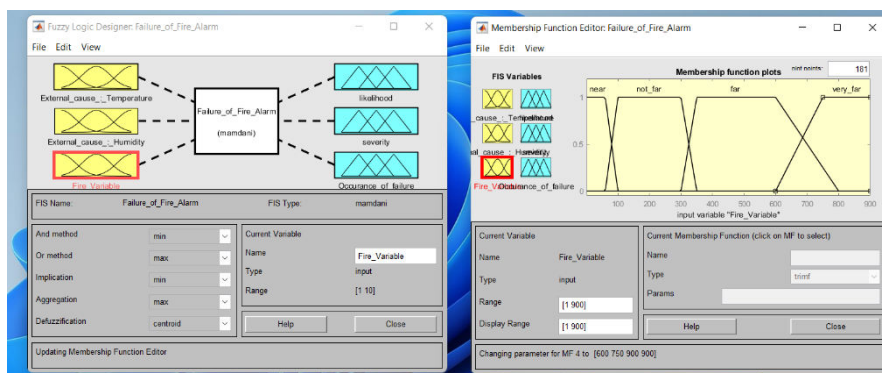 Fuzzy Logic Designer: Failure_of_Fire_Alarm
File Edit View
External_cause_:_Temperature
External_cause_:_Humidity
Fire_Variable
Failure_of_Fire_Alarm
(mamdani)
likelihood
severity
Occurance_of_failure
FIS Name: Failure_of_Fire_Alarm FIS Type: mamdani
And method min
Or method max
Implication min
Aggregation max
Defuzzification centroid
Current Variable
Name Fire_Variable
Type input
Range [1 10]
Help Close
Updating Membership Function Editor
Membership Function Editor: Failure_of_Fire_Alarm
File Edit View
FIS Variables
Membership function plots plot points: 181
near not_far far very_far
1
0.5
0
100 200 300 400 500 600 700 800 900
input variable "Fire_Variable"
Current Variable
Name Fire_Variable
Type input
Range [1 900]
Display Range [1 900]
Current Membership Function (click on MF to select)
Name
Type trimf
Params
Help Close
Changing parameter for MF 4 to [600 750 900 900]